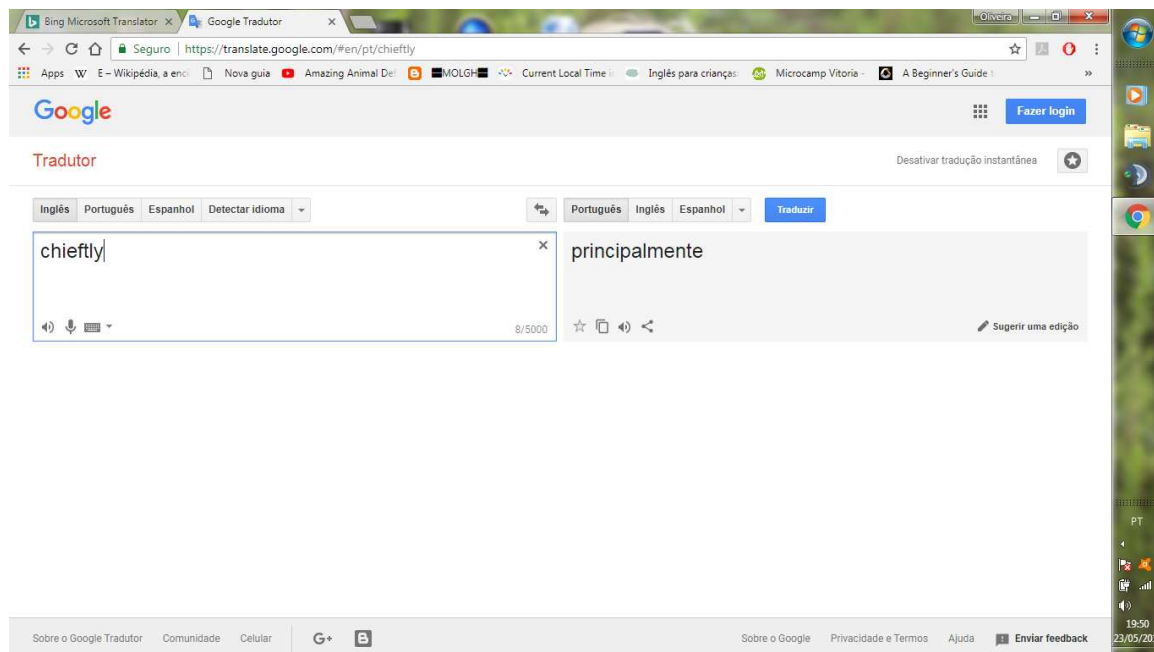 Bing Microsoft Translator
Google Tradutor
Oliveira
Seguro | https://translate.google.com/#en/pt/chieftly
Apps
W E – Wikipédia, a enci
Nova guia
Amazing Animal Def
MOLGH
Current Local Time i
Inglês para crianças
Microcamp Vitoria -
A Beginner's Guide t
»
Google
Fazer login
Tradutor
Desativar tradução instantânea
Inglês Português Espanhol Detectar idioma
Português Inglês Espanhol
Traduzir
chieftly
principalmente
8/5000
Sugerir uma edição
PT
Sobre o Google Tradutor Comunidade Celular G+ B
Sobre o Google Privacidade e Termos Ajuda Enviar feedback
19:50
23/05/20